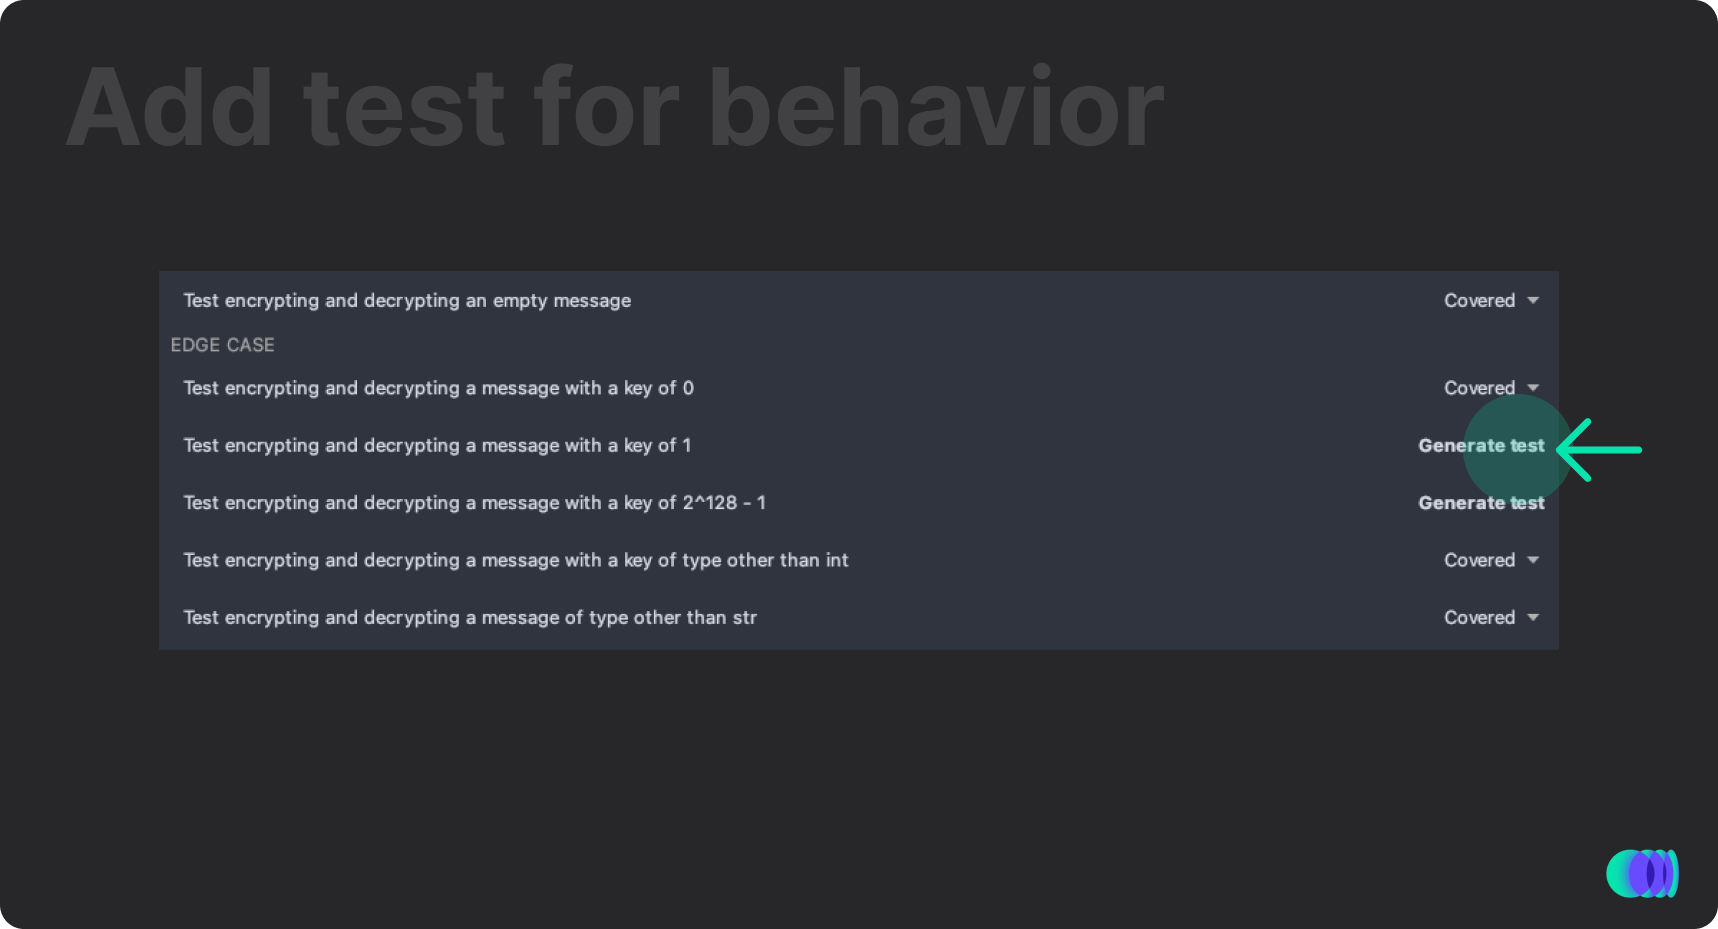 Add test for behavior
Test encrypting and decrypting an empty message Covered
EDGE CASE
Test encrypting and decrypting a message with a key of 0 Covered
Test encrypting and decrypting a message with a key of 1 Generate test
Test encrypting and decrypting a message with a key of 2^128 - 1 Generate test
Test encrypting and decrypting a message with a key of type other than int Covered
Test encrypting and decrypting a message of type other than str Covered